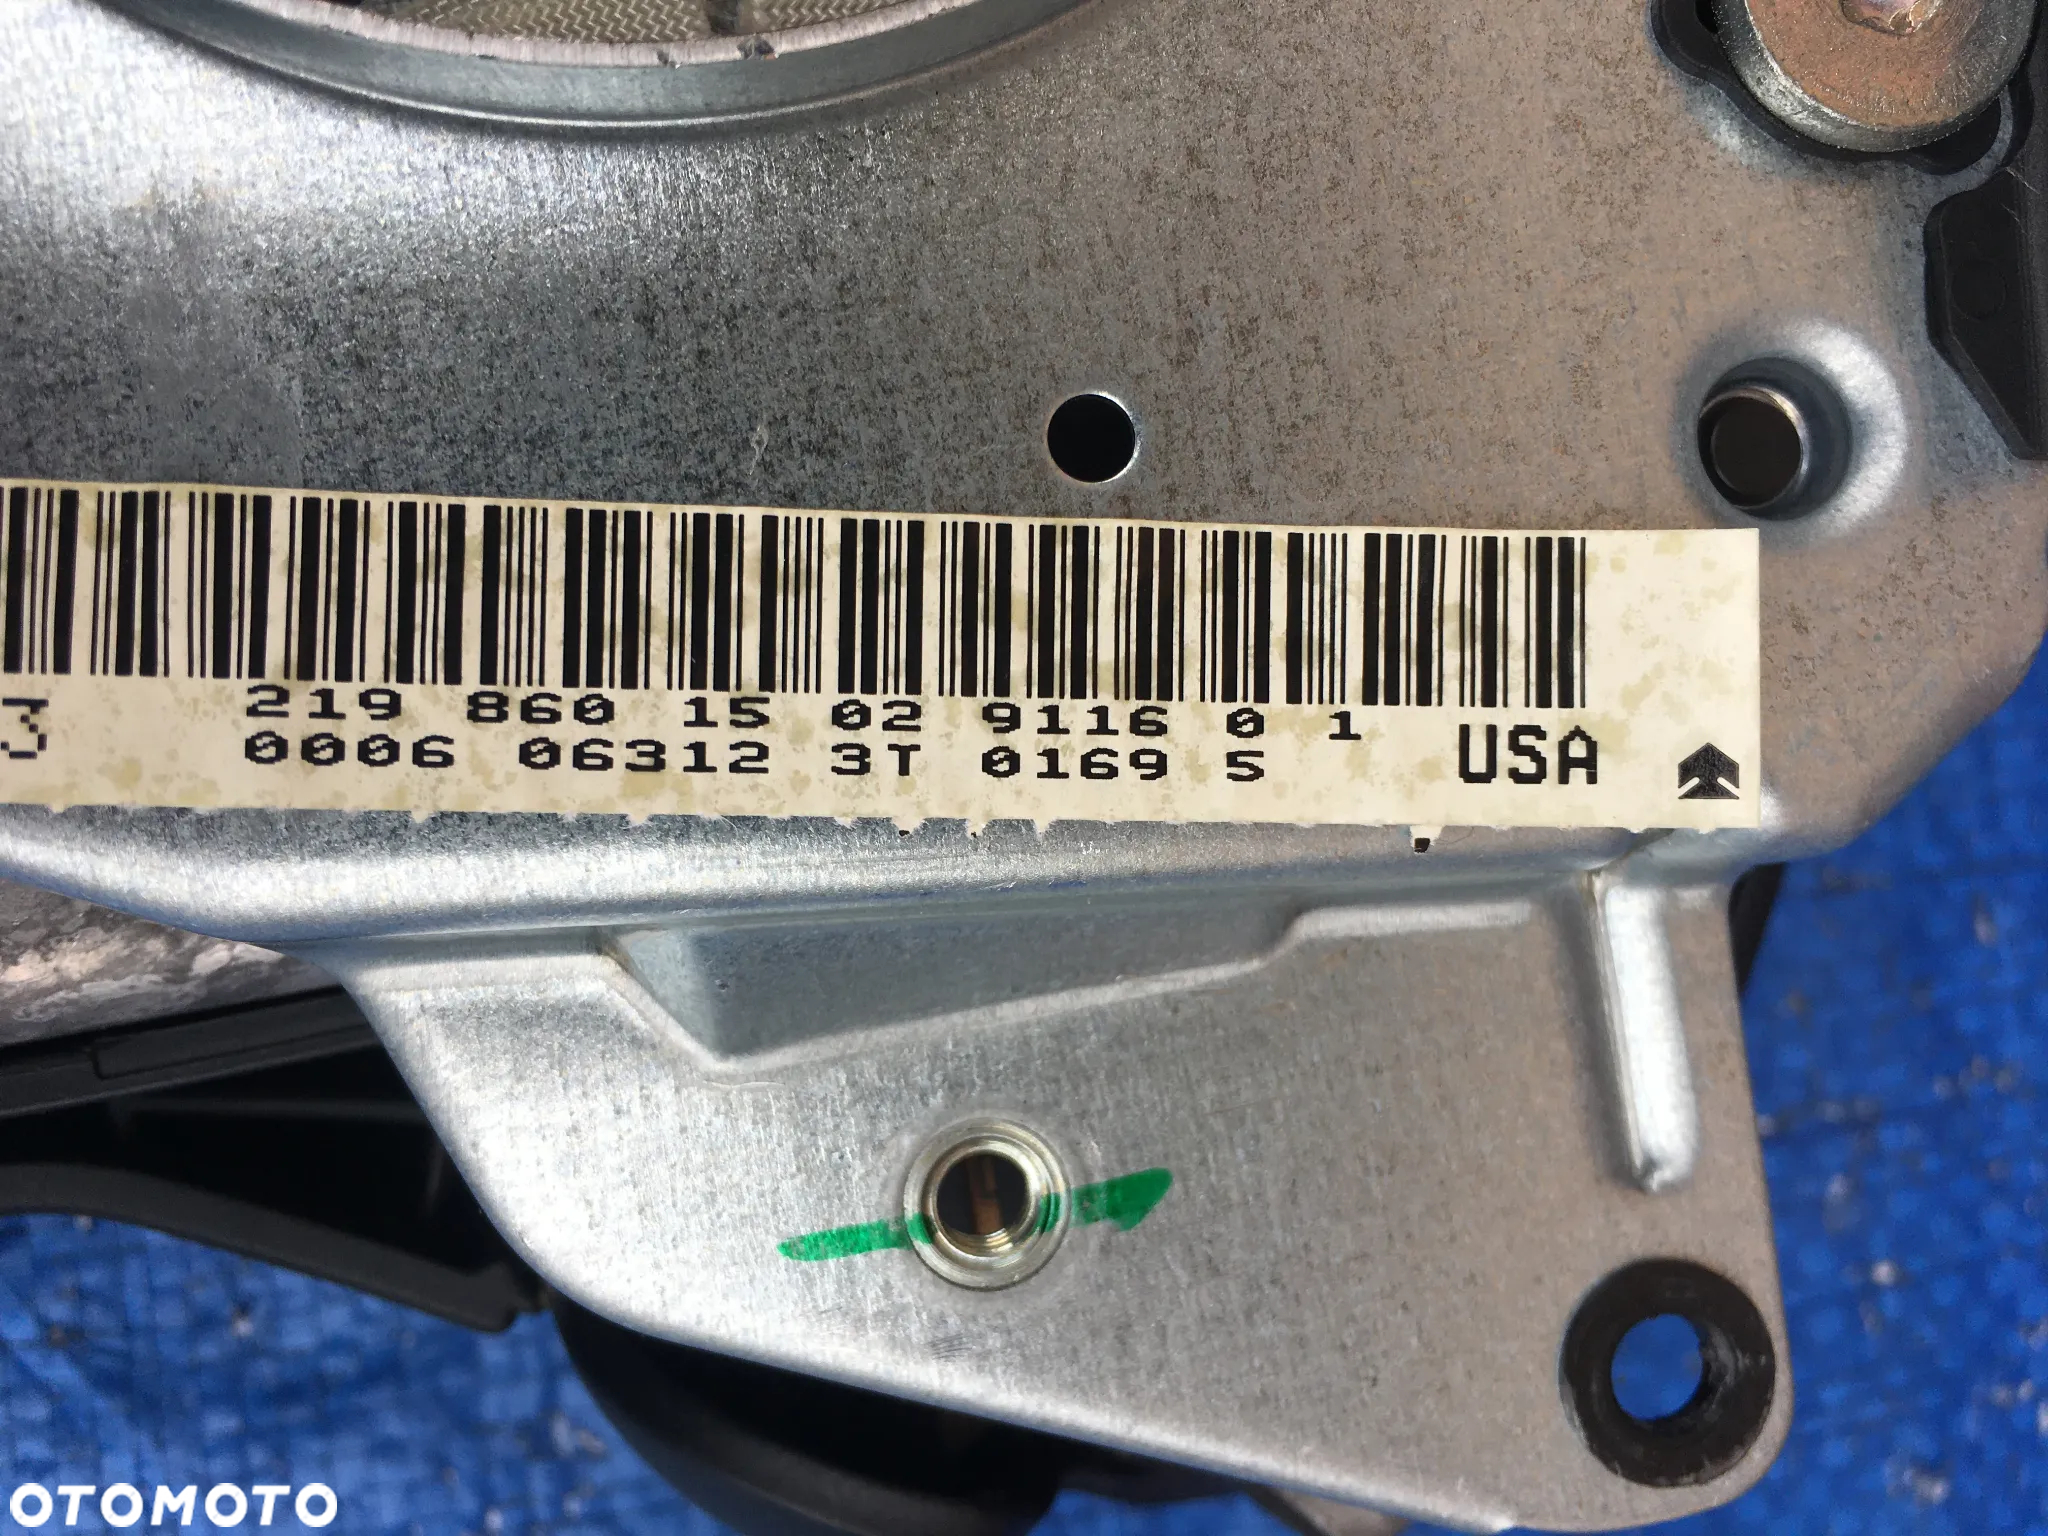 3
219 860 15 02 9116 0 1
0006 06312 3T 0169 5 USA
OTOMOTO